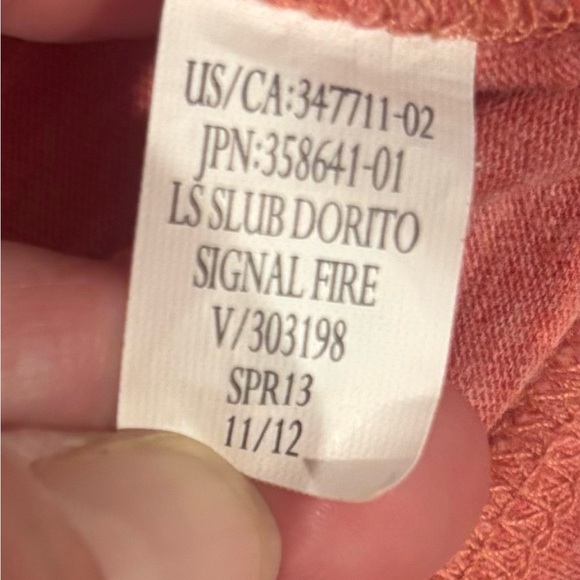 US/CA:347711-02
JPN:358641-01
LS SLUB DORITO
SIGNAL FIRE
V/303198
SPR13
11/12